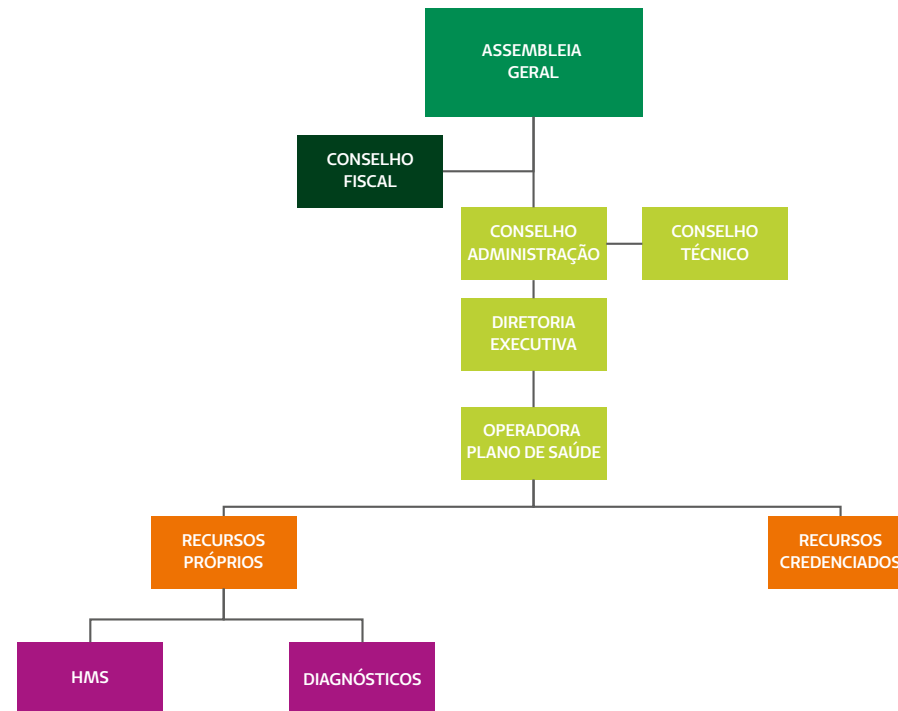 ASSEMBLEIA
GERAL
CONSELHO
FISCAL
CONSELHO
ADMINISTRAÇÃO
CONSELHO
TÉCNICO
DIRETORIA
EXECUTIVA
OPERADORA
PLANO DE SAÚDE
RECURSOS
PRÓPRIOS
RECURSOS
CREDENCIADOS
HMS
DIAGNÓSTICOS